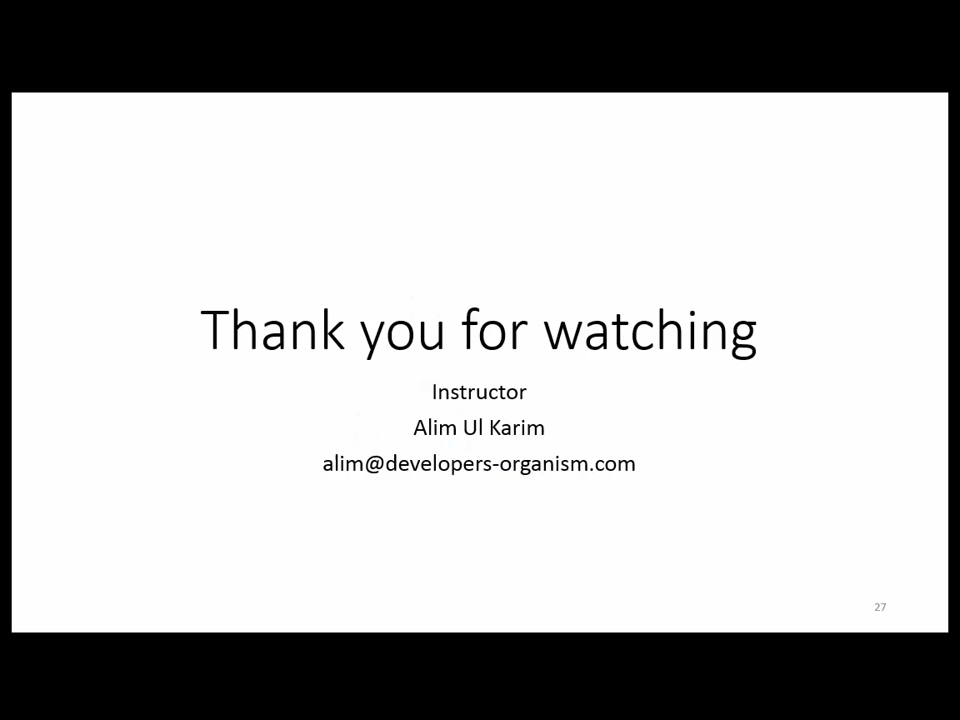 Thank you for watching
Instructor
Alim Ul Karim
alim@developers-organism.com
27